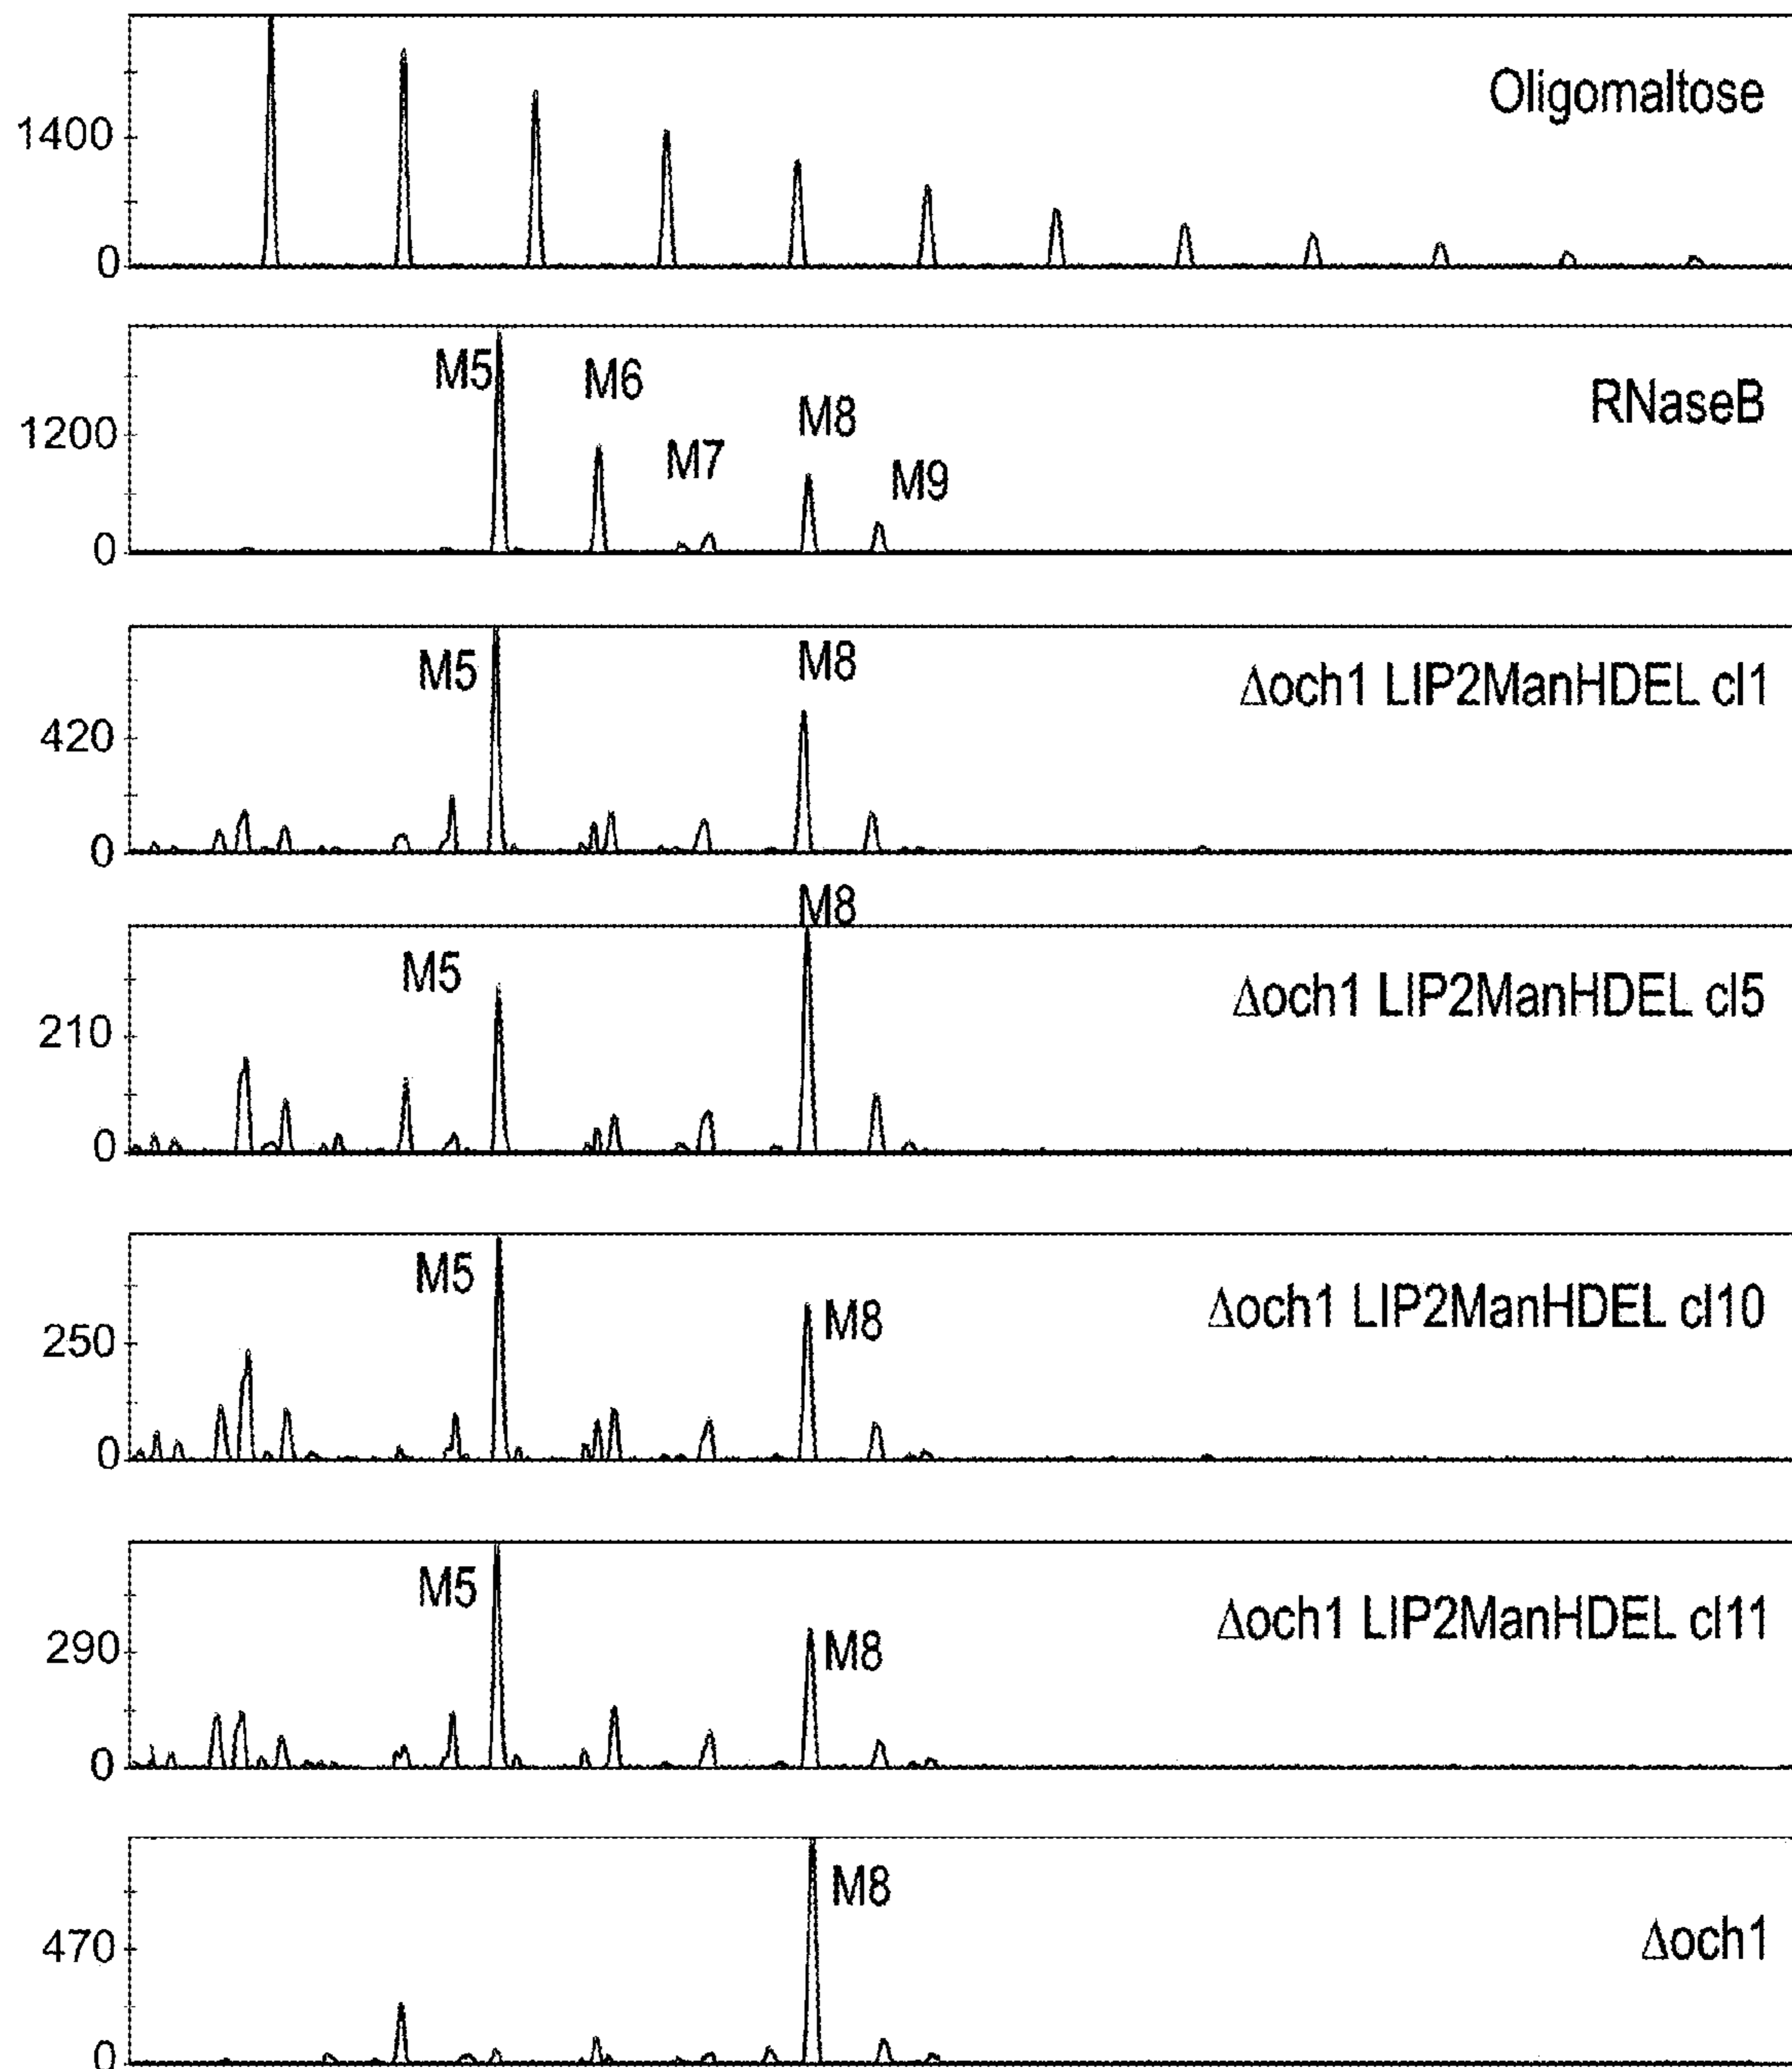 Oligomaltose
1400
0
M5
M6
M7
M8
M9
RNaseB
1200
0
M5
M8
Δoch1 LIP2ManHDEL cl1
420
0
M8
M5
Δoch1 LIP2ManHDEL cl5
210
0
M5
M8
Δoch1 LIP2ManHDEL cl10
250
0
M5
M8
Δoch1 LIP2ManHDEL cl11
290
0
M8
Δoch1
470
0